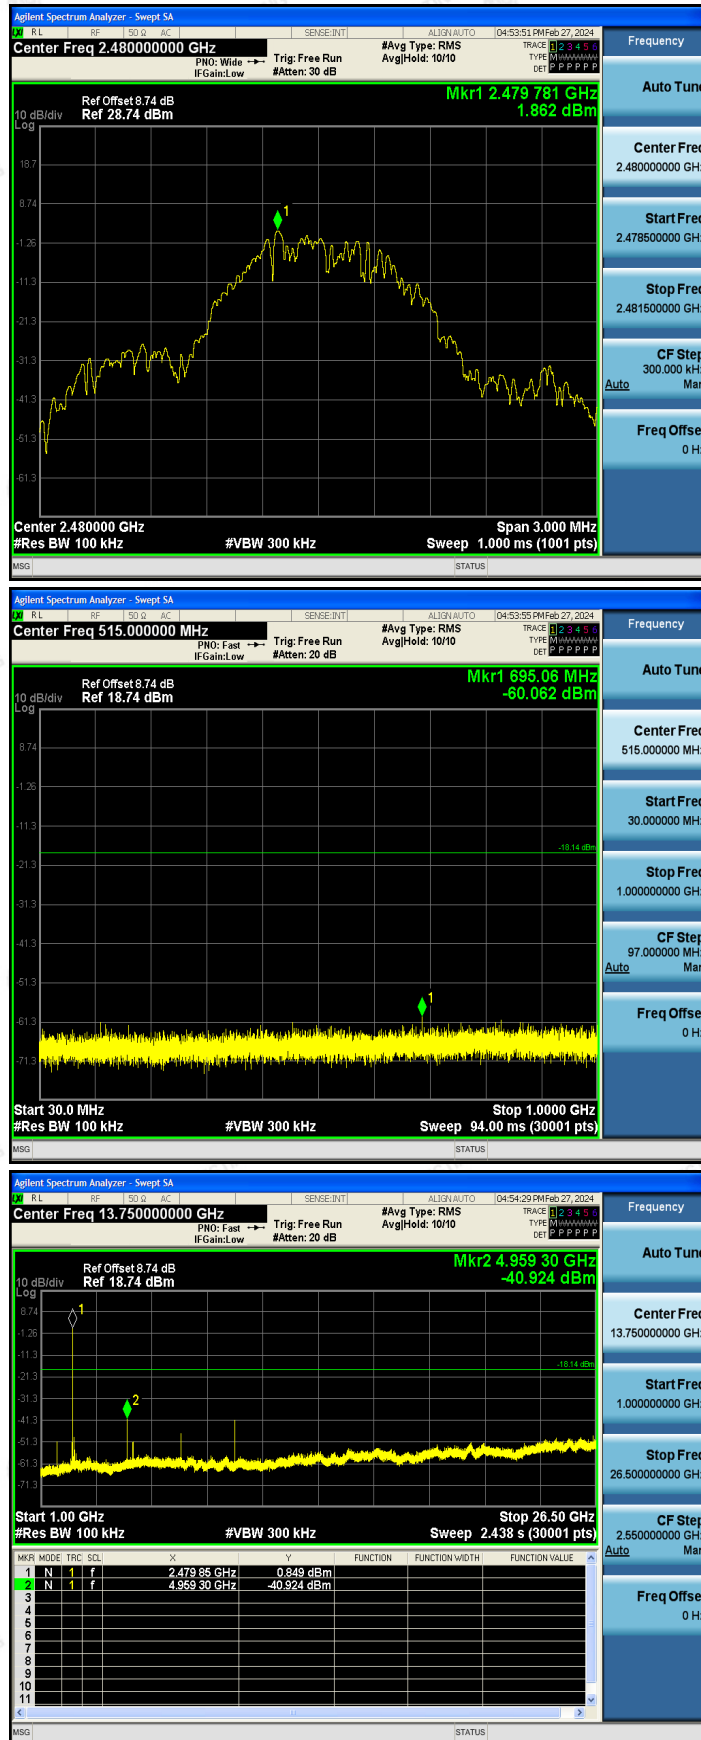 Agilent Spectrum Analyzer - Swept SA
LXI RL RF 50 Ω AC SENSE:INT ALIGN AUTO 04:53:51 PM Feb 27, 2024
Center Freq 2.480000000 GHz #Avg Type: RMS TRACE 1 2 3 4 5 6
PNO: Wide Trig: Free Run Avg|Hold: 10/10 TYPE M
IFGain:Low #Atten: 30 dB DET P P P P P P
Frequency
Auto Tune
Mkr1 2.479 781 GHz
Ref Offset 8.74 dB 1.862 dBm
10 dB/div Ref 28.74 dBm
Log
18.7
8.74
-1.26
-11.3
-21.3
-31.3
-41.3
-51.3
-61.3
1
Center Freq
2.480000000 GHz
Start Freq
2.478500000 GHz
Stop Freq
2.481500000 GHz
CF Step
300.000 kHz
Auto Man
Freq Offset
0 Hz
Center 2.480000 GHz Span 3.000 MHz
#Res BW 100 kHz #VBW 300 kHz Sweep 1.000 ms (1001 pts)
MSG STATUS
Agilent Spectrum Analyzer - Swept SA
LXI RL RF 50 Ω AC SENSE:INT ALIGN AUTO 04:53:55 PM Feb 27, 2024
Center Freq 515.000000 MHz #Avg Type: RMS TRACE 1 2 3 4 5 6
PNO: Fast Trig: Free Run Avg|Hold: 10/10 TYPE M
IFGain:Low #Atten: 20 dB DET P P P P P P
Frequency
Auto Tune
Mkr1 695.06 MHz
Ref Offset 8.74 dB -60.062 dBm
10 dB/div Ref 18.74 dBm
Log
8.74
-1.26
-11.3
-21.3
-31.3
-41.3
-51.3
-61.3
-71.3
-18.14 dBm
1
Center Freq
515.000000 MHz
Start Freq
30.000000 MHz
Stop Freq
1.000000000 GHz
CF Step
97.000000 MHz
Auto Man
Freq Offset
0 Hz
Start 30.0 MHz Stop 1.0000 GHz
#Res BW 100 kHz #VBW 300 kHz Sweep 94.00 ms (30001 pts)
MSG STATUS
Agilent Spectrum Analyzer - Swept SA
LXI RL RF 50 Ω AC SENSE:INT ALIGN AUTO 04:54:29 PM Feb 27, 2024
Center Freq 13.750000000 GHz #Avg Type: RMS TRACE 1 2 3 4 5 6
PNO: Fast Trig: Free Run Avg|Hold: 10/10 TYPE M
IFGain:Low #Atten: 20 dB DET P P P P P P
Frequency
Auto Tune
Mkr2 4.959 30 GHz
Ref Offset 8.74 dB -40.924 dBm
10 dB/div Ref 18.74 dBm
Log
8.74
-1.26
-11.3
-21.3
-31.3
-41.3
-51.3
-61.3
-71.3
-18.14 dBm
1
2
Center Freq
13.750000000 GHz
Start Freq
1.000000000 GHz
Stop Freq
26.500000000 GHz
CF Step
2.550000000 GHz
Auto Man
Freq Offset
0 Hz
Start 1.00 GHz Stop 26.50 GHz
#Res BW 100 kHz #VBW 300 kHz Sweep 2.438 s (30001 pts)
MKR MODE TRC SCL X Y FUNCTION FUNCTION WIDTH FUNCTION VALUE
1 N 1 f 2.479 85 GHz 0.849 dBm
2 N 1 f 4.959 30 GHz -40.924 dBm
3
4
5
6
7
8
9
10
11
MSG STATUS